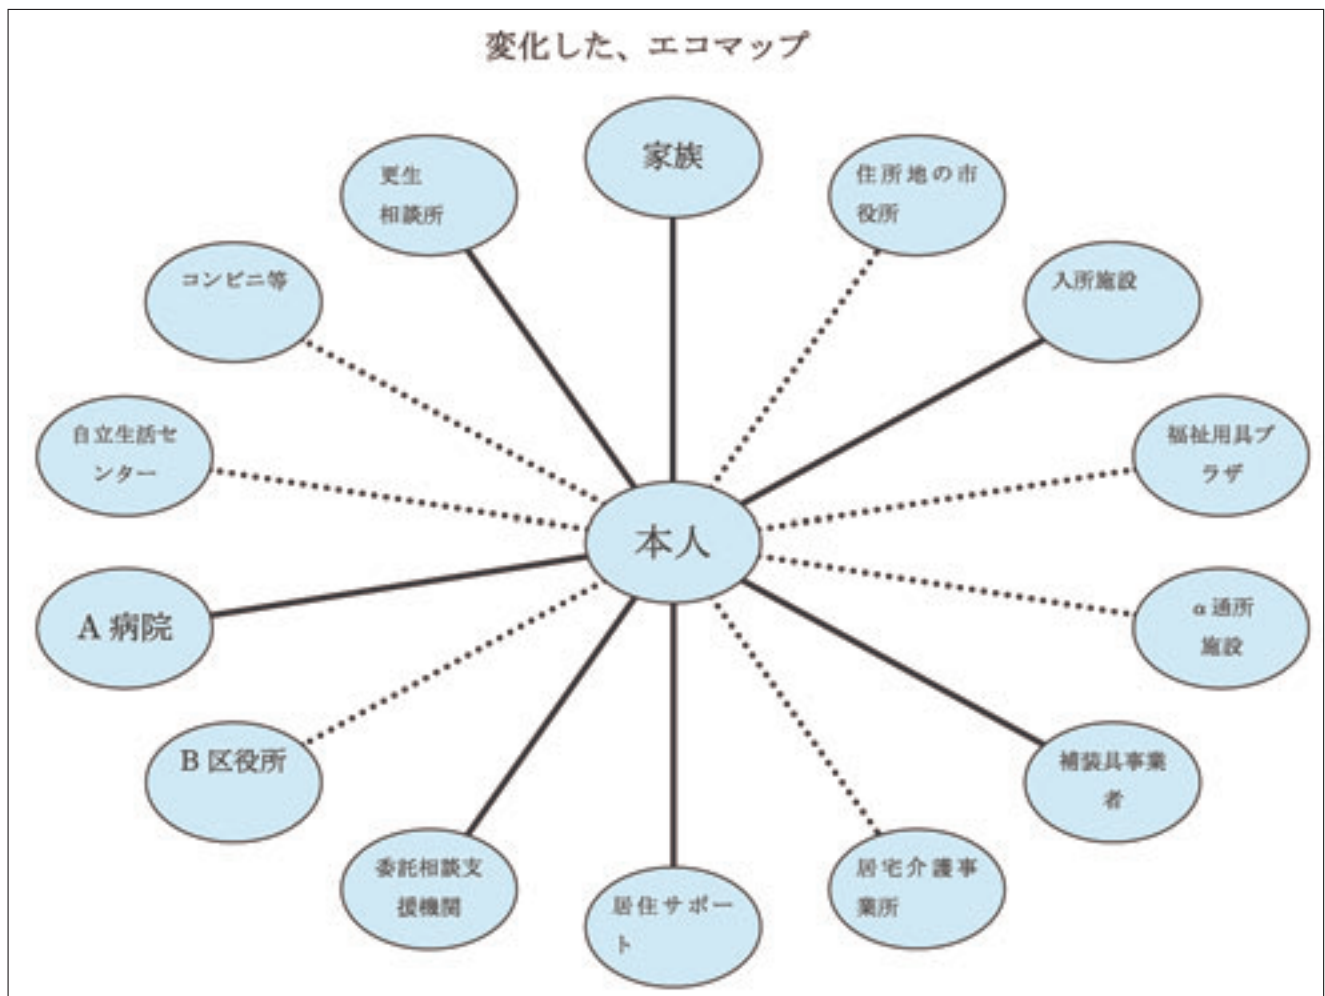 変化した、エコマップ
家族
更生
相談所
住所地の市
役所
コンビニ等
入所施設
自立生活セ
ンター
福祉用具プ
ラザ
本人
A 病院
α通所
施設
B 区役所
補装具事業
者
委託相談支
援機関
居住サポー
ト
居宅介護事
業所